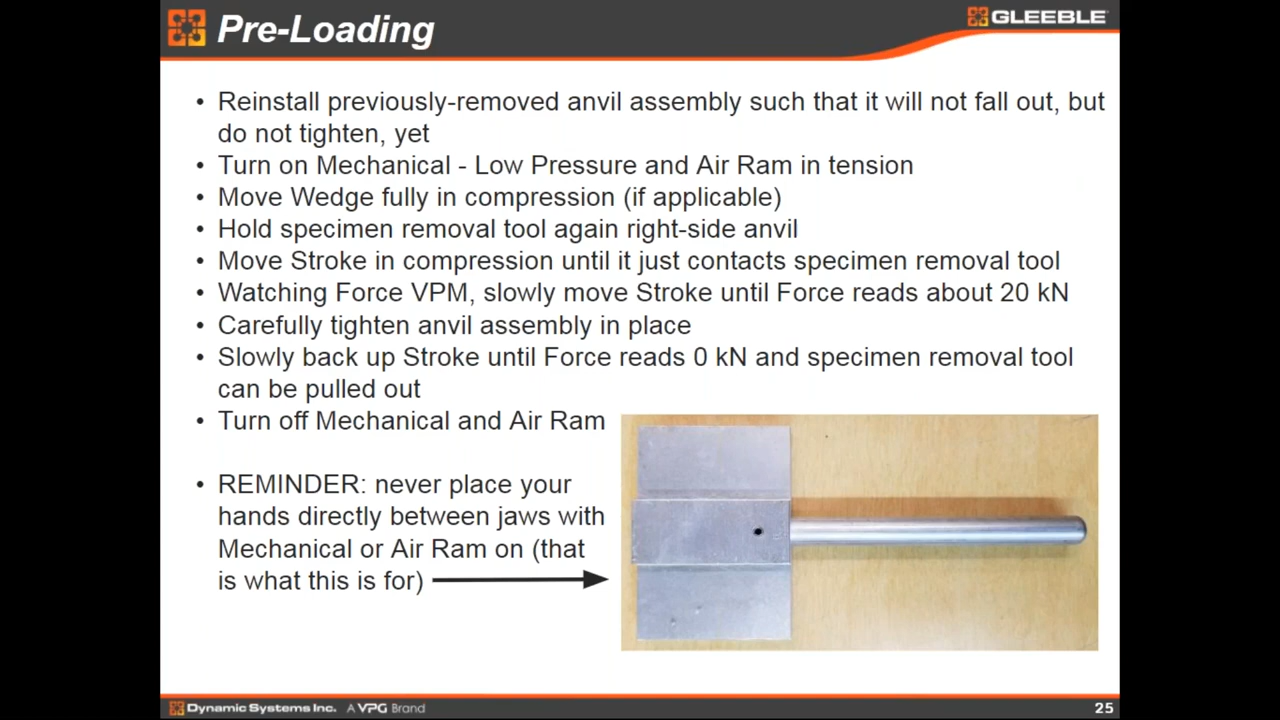 Pre-Loading
GLEEBLE
• Reinstall previously-removed anvil assembly such that it will not fall out, but
do not tighten, yet
• Turn on Mechanical - Low Pressure and Air Ram in tension
• Move Wedge fully in compression (if applicable)
• Hold specimen removal tool again right-side anvil
• Move Stroke in compression until it just contacts specimen removal tool
• Watching Force VPM, slowly move Stroke until Force reads about 20 kN
• Carefully tighten anvil assembly in place
• Slowly back up Stroke until Force reads 0 kN and specimen removal tool
can be pulled out
• Turn off Mechanical and Air Ram
• REMINDER: never place your
hands directly between jaws with
Mechanical or Air Ram on (that
is what this is for)
Dynamic Systems Inc. A VPG Brand
25